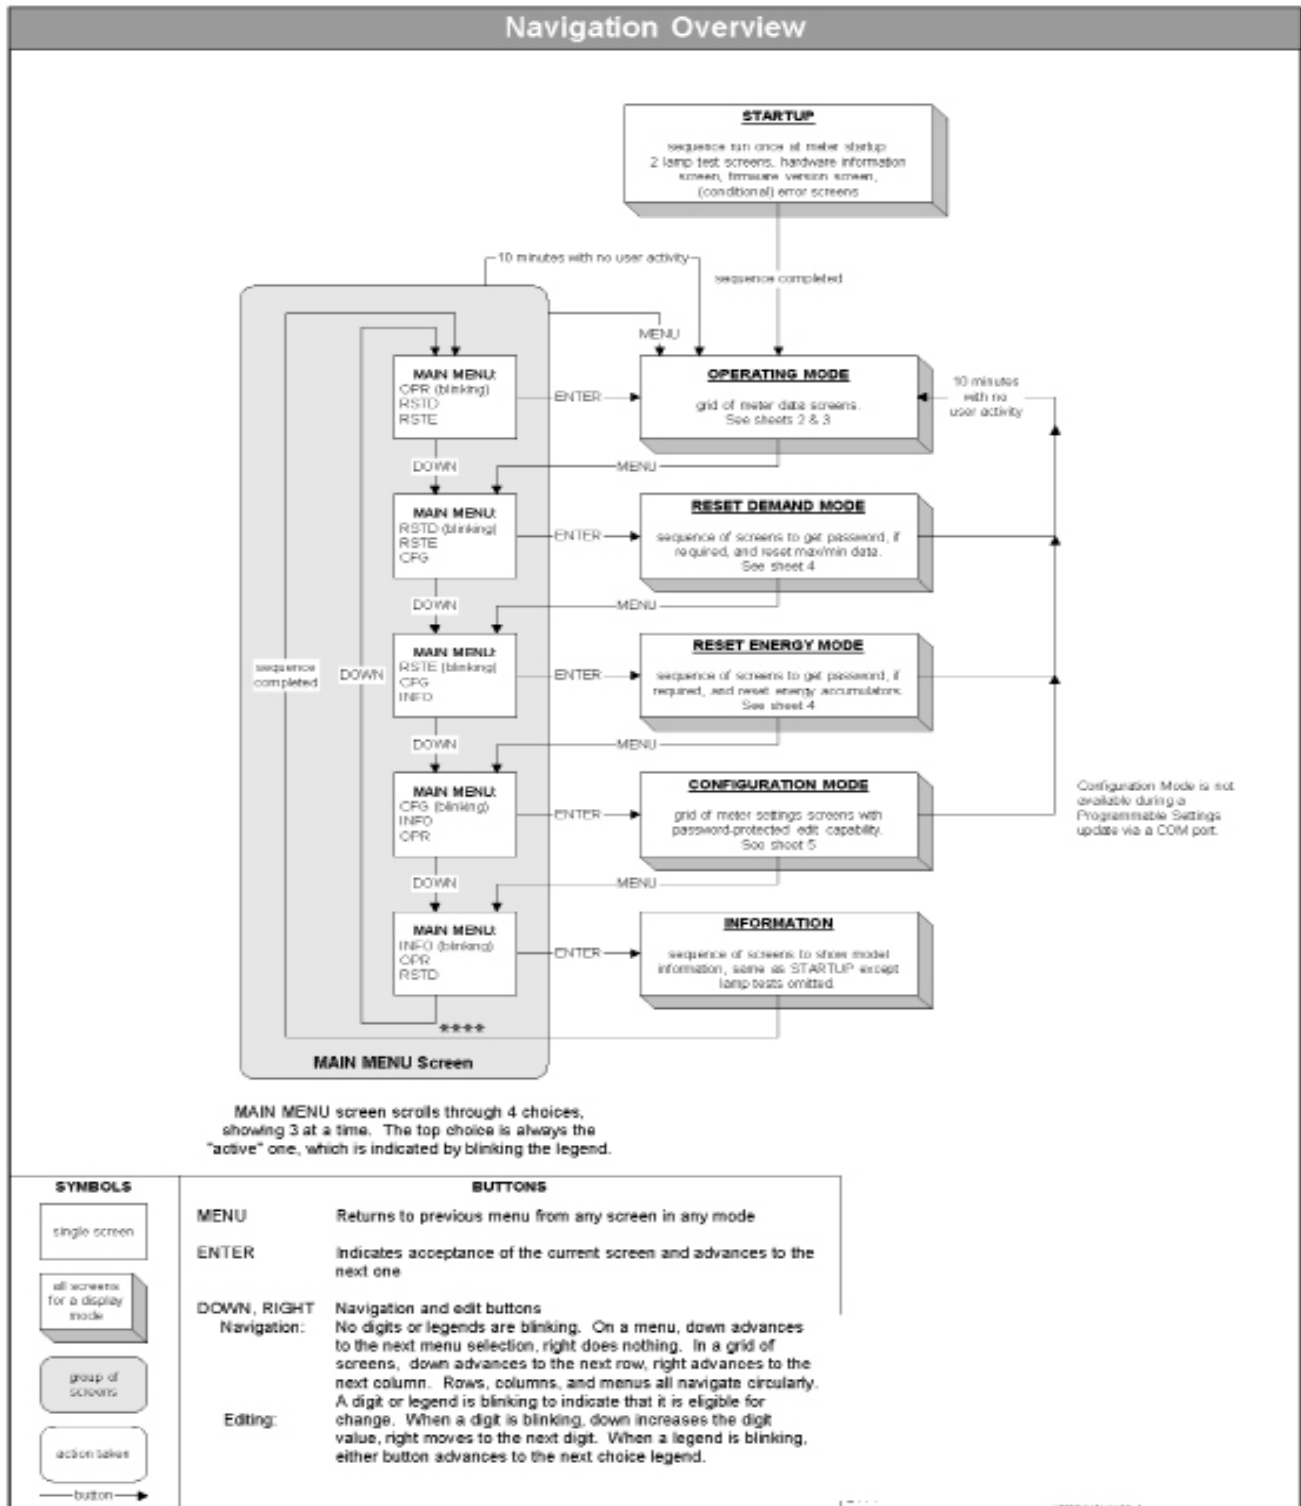 Navigation Overview
STARTUP
sequence run once at meter startup
2 lamp test screens, hardware information
screen, firmware version screen,
(conditional) error screens
10 minutes with no user activity
sequence completed
MENU
MAIN MENU:
OPR (blinking)
RSTD
RSTE
ENTER
OPERATING MODE
grid of meter data screens.
See sheets 2 & 3
10 minutes
with no
user activity
DOWN
MENU
MAIN MENU:
RSTD (blinking)
RSTE
CFG
ENTER
RESET DEMAND MODE
sequence of screens to get password, if
required, and reset max/min data.
See sheet 4
DOWN
MENU
sequence
completed
DOWN
MAIN MENU:
RSTE (blinking)
CFG
INFO
ENTER
RESET ENERGY MODE
sequence of screens to get password, if
required, and reset energy accumulators.
See sheet 4
DOWN
MENU
MAIN MENU:
CFG (blinking)
INFO
OPR
ENTER
CONFIGURATION MODE
grid of meter settings screens with
password-protected edit capability.
See sheet 5
Configuration Mode is not
available during a
Programmable Settings
update via a COM port.
DOWN
MENU
MAIN MENU:
INFO (blinking)
OPR
RSTD
ENTER
INFORMATION
sequence of screens to show model
information, same as STARTUP except
lamp tests omitted.
****
MAIN MENU Screen
MAIN MENU screen scrolls through 4 choices,
showing 3 at a time. The top choice is always the
"active" one, which is indicated by blinking the legend.
SYMBOLS
single screen
all screens
for a display
mode
group of
screens
action taken
button
BUTTONS
MENU Returns to previous menu from any screen in any mode
ENTER Indicates acceptance of the current screen and advances to the
next one
DOWN, RIGHT Navigation and edit buttons
Navigation: No digits or legends are blinking. On a menu, down advances
to the next menu selection, right does nothing. In a grid of
screens, down advances to the next row, right advances to the
next column. Rows, columns, and menus all navigate circularly.
A digit or legend is blinking to indicate that it is eligible for
Editing: change. When a digit is blinking, down increases the digit
value, right moves to the next digit. When a legend is blinking,
either button advances to the next choice legend.